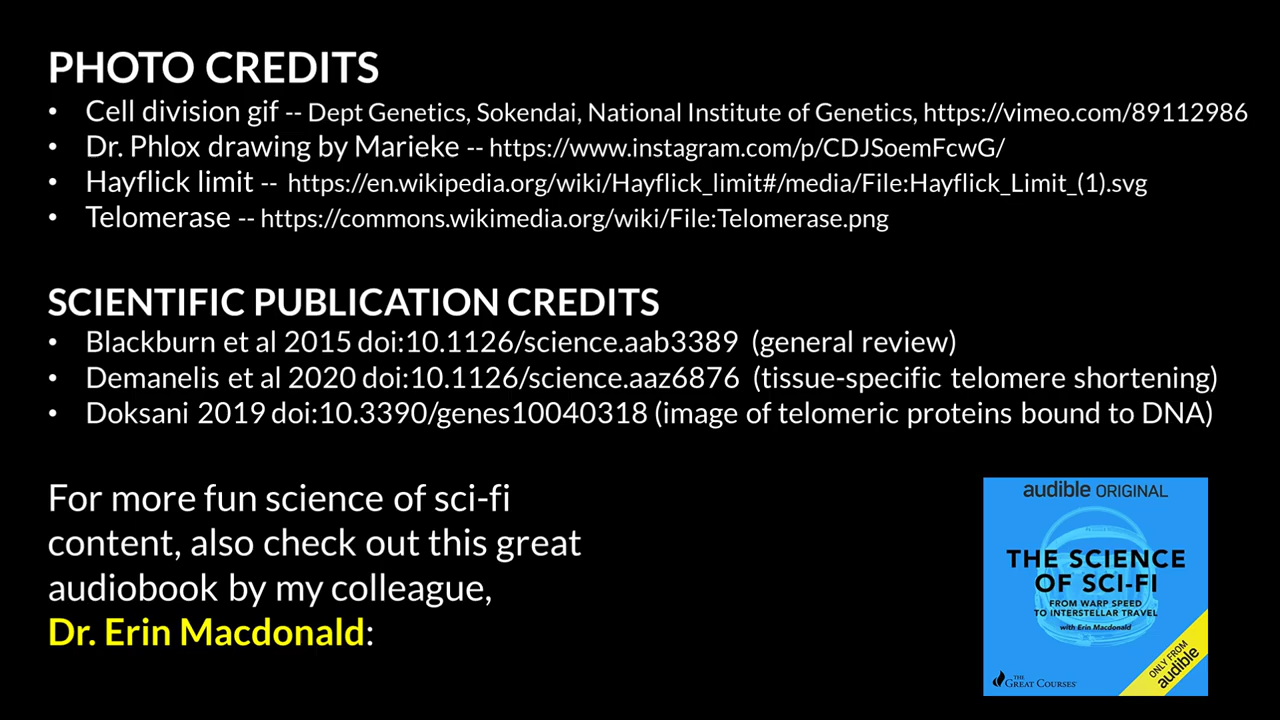 PHOTO CREDITS
• Cell division gif -- Dept Genetics, Sokendai, National Institute of Genetics, https://vimeo.com/89112986
• Dr. Phlox drawing by Marieke -- https://www.instagram.com/p/CDJSoemFcwG/
• Hayflick limit -- https://en.wikipedia.org/wiki/Hayflick_limit#/media/File:Hayflick_Limit_(1).svg
• Telomerase -- https://commons.wikimedia.org/wiki/File:Telomerase.png
SCIENTIFIC PUBLICATION CREDITS
• Blackburn et al 2015 doi:10.1126/science.aab3389 (general review)
• Demanelis et al 2020 doi:10.1126/science.aaz6876 (tissue-specific telomere shortening)
• Doksani 2019 doi:10.3390/genes10040318 (image of telomeric proteins bound to DNA)
For more fun science of sci-fi
content, also check out this great
audiobook by my colleague,
Dr. Erin Macdonald:
audible ORIGINAL
THE SCIENCE
OF SCI-FI
FROM WARP SPEED
TO INTERSTELLAR TRAVEL
with Erin Macdonald
ONLY FROM
audible
THE
GREAT COURSES